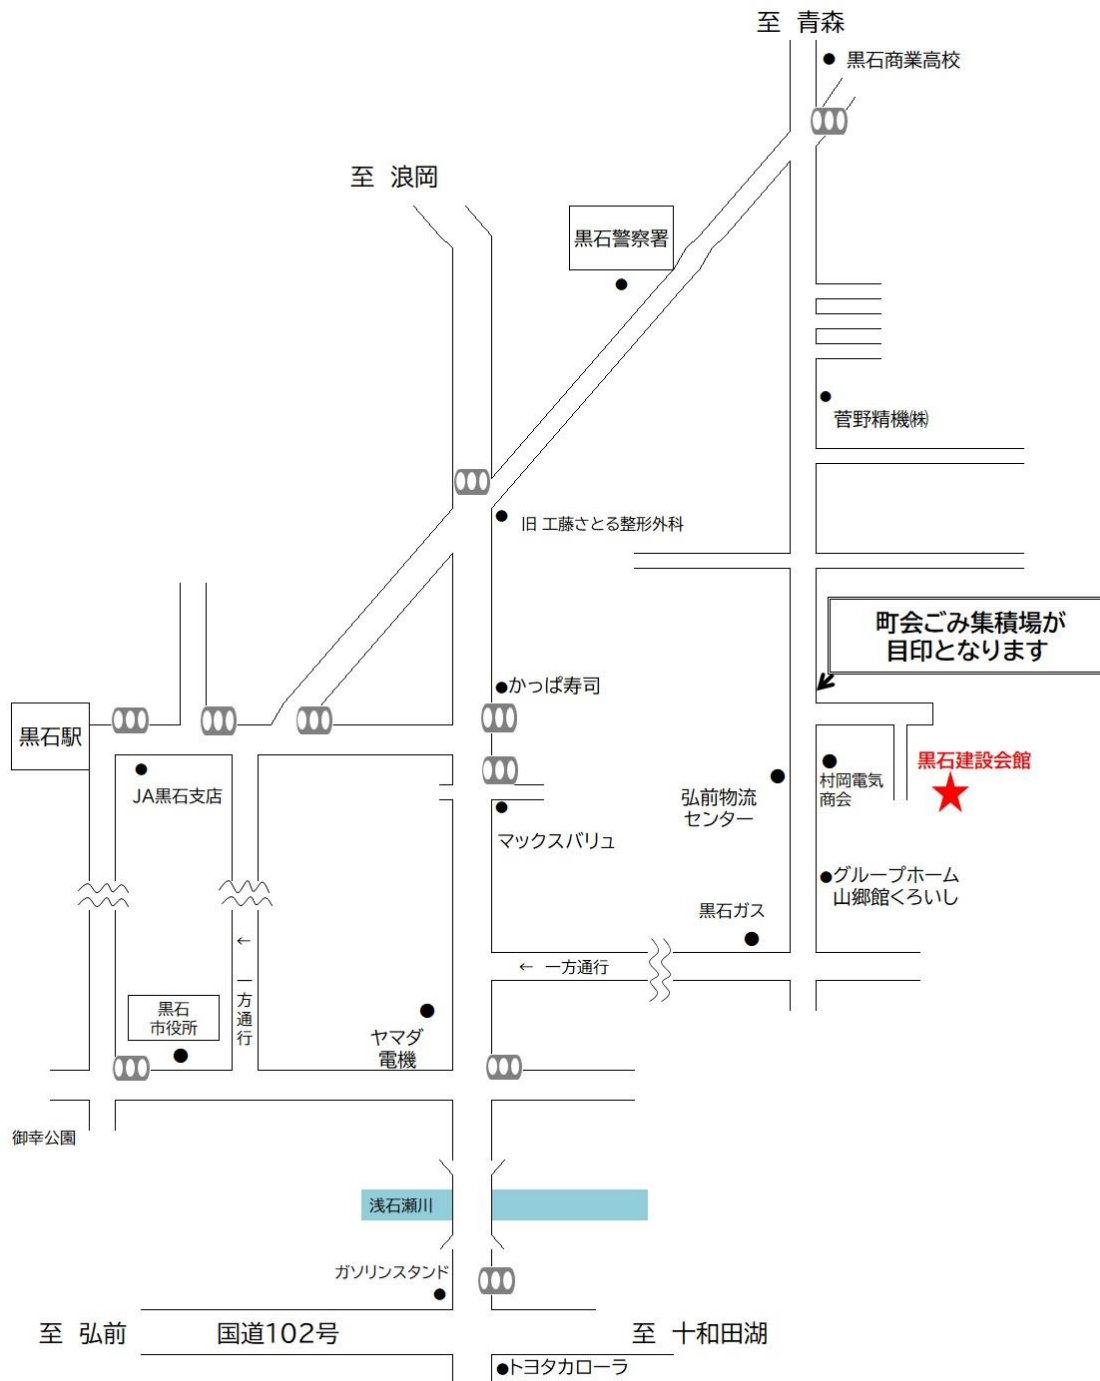 至 青森
黒石商業高校
至 浪岡
黒石警察署
菅野精機㈱
旧 工藤さとる整形外科
町会ごみ集積場が
目印となります
かっぱ寿司
黒石駅
JA黒石支店
黒石建設会館
村岡電気
商会
弘前物流
センター
マックスバリュ
グループホーム
山郷館くろいし
黒石ガス
← 一方通行
← 一方通行
黒石
市役所
ヤマダ
電機
御幸公園
浅石瀬川
ガソリンスタンド
至 弘前
国道102号
至 十和田湖
トヨタカローラ